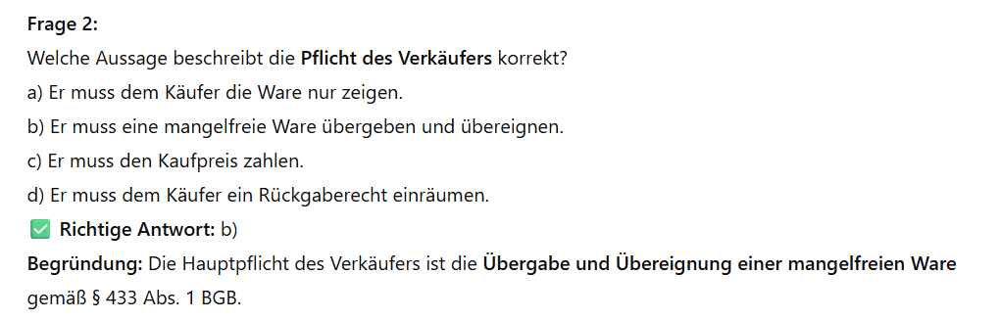 Frage 2:
Welche Aussage beschreibt die Pflicht des Verkäufers korrekt?
a) Er muss dem Käufer die Ware nur zeigen.
b) Er muss eine mangelfreie Ware übergeben und übereignen.
c) Er muss den Kaufpreis zahlen.
d) Er muss dem Käufer ein Rückgaberecht einräumen.
✅ Richtige Antwort: b)
Begründung: Die Hauptpflicht des Verkäufers ist die Übergabe und Übereignung einer mangelfreien Ware
gemäß § 433 Abs. 1 BGB.